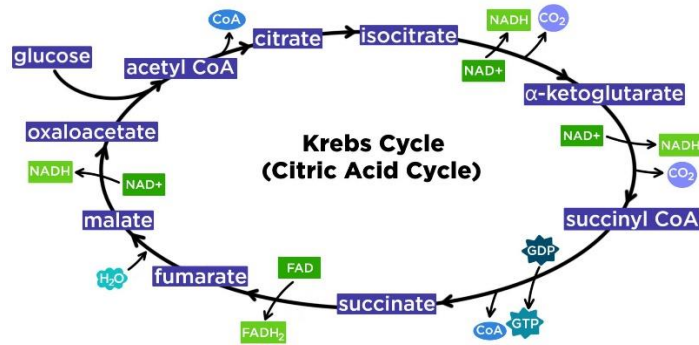 CoA
citrate
isocitrate
NADH
CO₂
glucose
acetyl CoA
NAD+
α-ketoglutarate
oxaloacetate
Krebs Cycle
(Citric Acid Cycle)
NAD+
NADH
NADH
NAD+
CO₂
malate
succinyl CoA
H₂O
fumarate
FAD
GDP
succinate
FADH₂
CoA
GTP